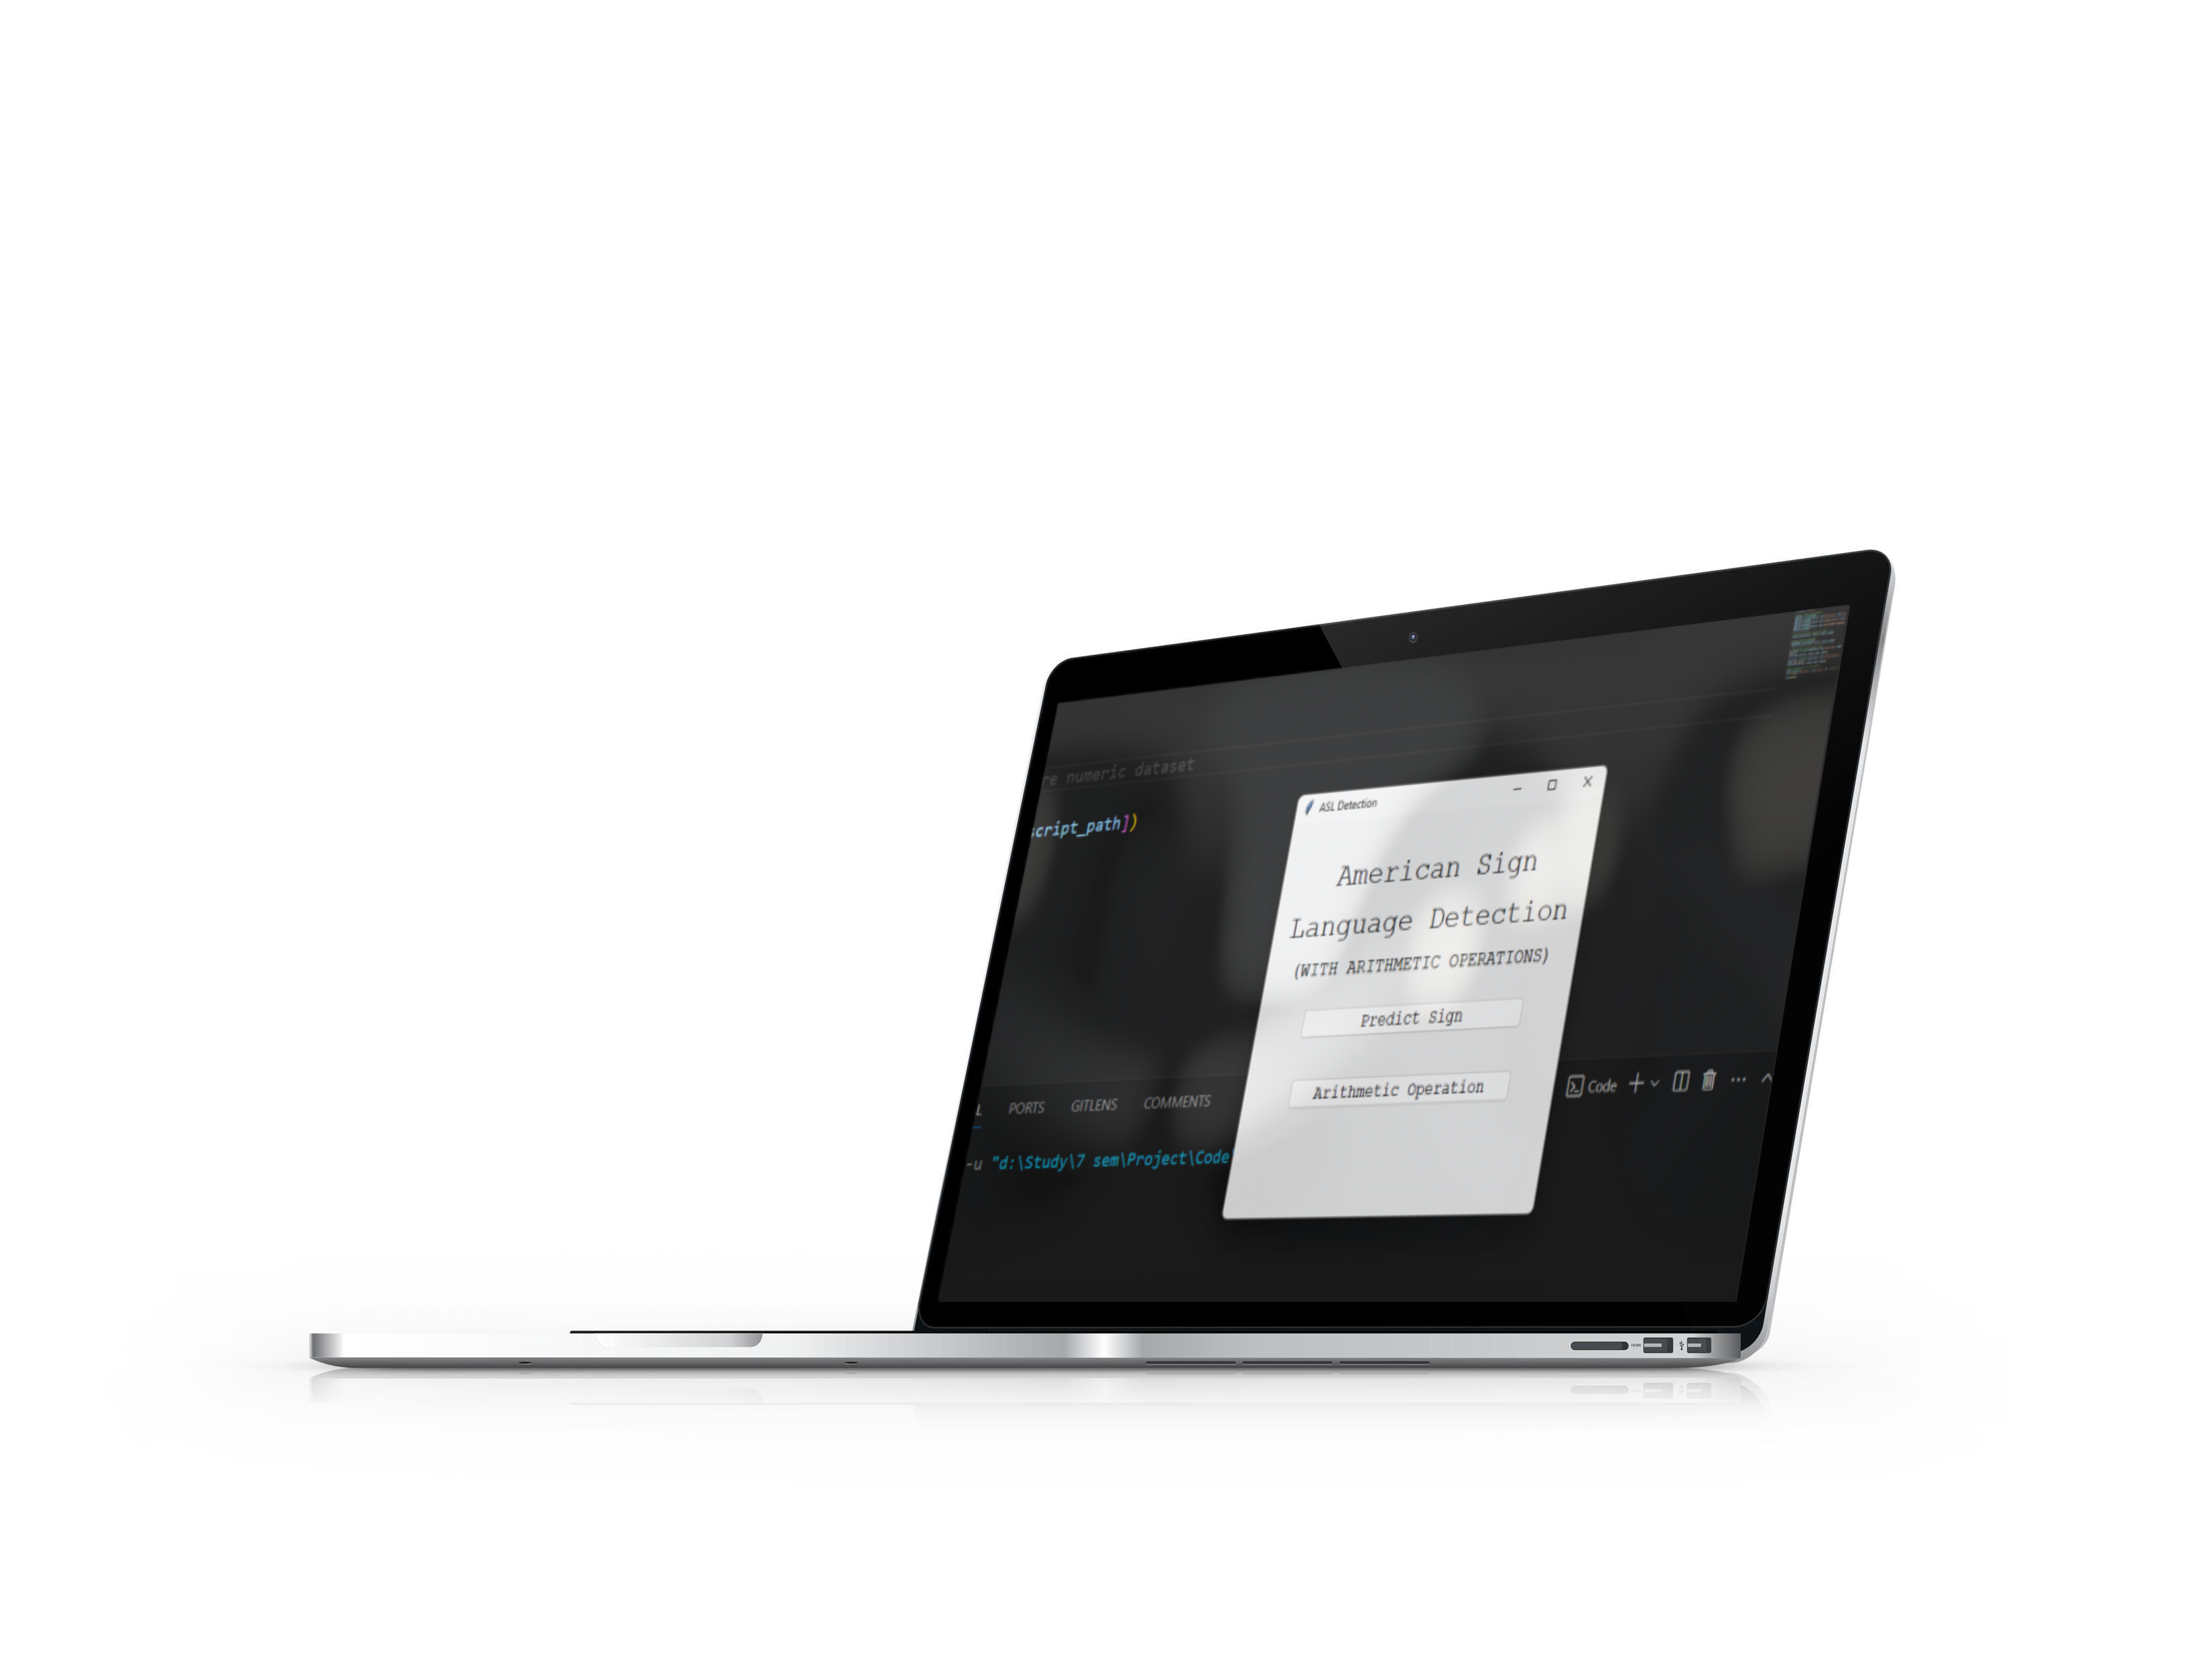 re numeric dataset
script_path])
ASL Detection
American Sign
Language Detection
(WITH ARITHMETIC OPERATIONS)
Predict Sign
Arithmetic Operation
L PORTS GITLENS COMMENTS
Code
-u "d:\Study\7 sem\Project\Code